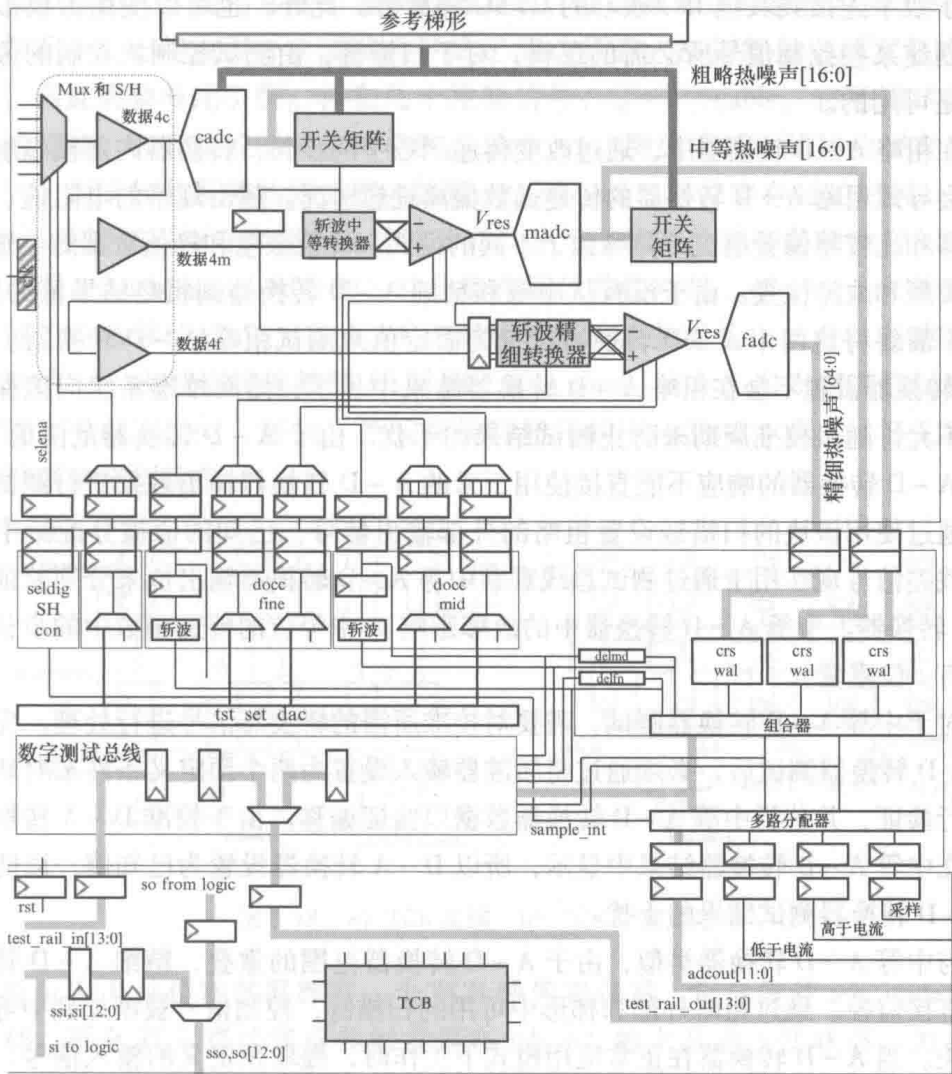 参考梯形
粗略热噪声[16:0]
Mux 和 S/H
数据4c
cadc
开关矩阵
中等热噪声[16:0]
斩波中
等转换器
+
Vres
madc
开关
矩阵
数据4m
数据4f
斩波精
细转换器
+
Vres
fadc
精细热噪声[64:0]
selana
seldig
SH
con
doce
fine
doce
mid
斩波
斩波
delmd
delfn
crs
wal
crs
wal
crs
wal
tst_set_dac
组合器
数字测试总线
sample_int
多路分配器
so from logic
rst
采样
test_rail_in[13:0]
高于电流
低于电流
adcout[11:0]
TCB
test_rail_out[13:0]
ssi,si[12:0]
si to logic
sso,so[12:0]